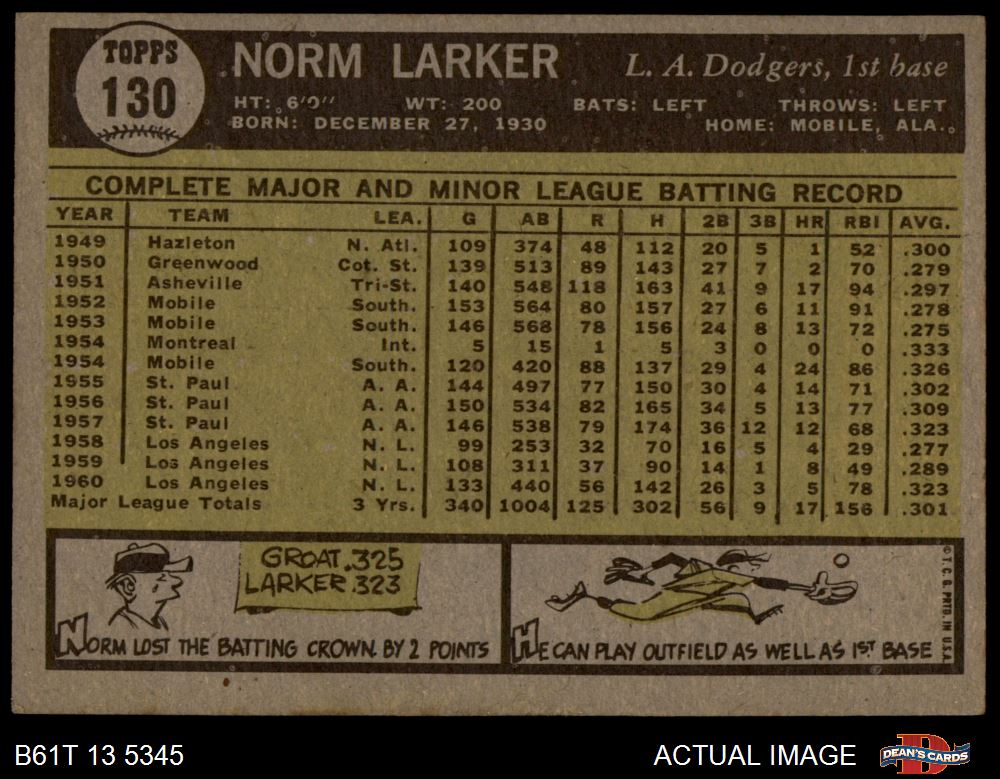 TOPPS
130
NORM LARKER
L. A. Dodgers, 1st base
HT: 6'0" WT: 200 BATS: LEFT THROWS: LEFT
BORN: DECEMBER 27, 1930 HOME: MOBILE, ALA.
COMPLETE MAJOR AND MINOR LEAGUE BATTING RECORD
YEAR TEAM LEA. G AB R H 2B 3B HR RBI AVG.
1949 Hazleton N. Atl. 109 374 48 112 20 5 1 52 .300
1950 Greenwood Cot. St. 139 513 89 143 27 7 2 70 .279
1951 Asheville Tri-St. 140 548 118 163 41 9 17 94 .297
1952 Mobile South. 153 564 80 157 27 6 11 91 .278
1953 Mobile South. 146 568 78 156 24 8 13 72 .275
1954 Montreal Int. 5 15 1 5 3 0 0 0 .333
1954 Mobile South. 120 420 88 137 29 4 24 86 .326
1955 St. Paul A. A. 144 497 77 150 30 4 14 71 .302
1956 St. Paul A. A. 150 534 82 165 34 5 13 77 .309
1957 St. Paul A. A. 146 538 79 174 36 12 12 68 .323
1958 Los Angeles N. L. 99 253 32 70 16 5 4 29 .277
1959 Los Angeles N. L. 108 311 37 90 14 1 8 49 .289
1960 Los Angeles N. L. 133 440 56 142 26 3 5 78 .323
Major League Totals 3 Yrs. 340 1004 125 302 56 9 17 156 .301
GROAT .325
LARKER .323
NORM LOST THE BATTING CROWN BY 2 POINTS
HE CAN PLAY OUTFIELD AS WELL AS 1ST BASE
© T. C. G. PRTD. IN U.S.A.
B61T 13 5345
ACTUAL IMAGE
DEAN'S CARDS